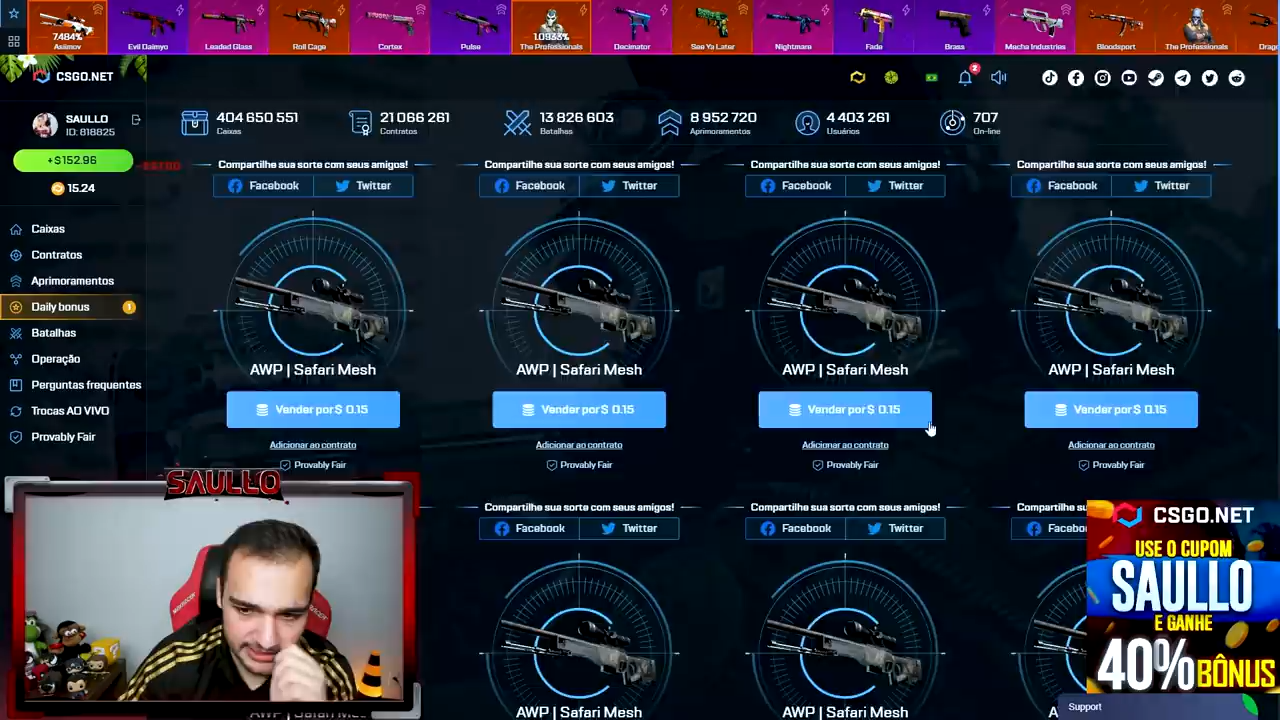 7.484%
Asiimov
Evil Daimyo
Leaded Glass
Roll Cage
Cortex
Pulse
1.0933%
The Professionals
Decimator
See Ya Later
Nightmare
Fade
Brass
Mecha Industries
Bloodsport
The Professionals
CSGO.NET
2
SAULLO
ID: 818825
+$152.96
15.24
404 650 551
Caixas
21 066 261
Contratos
13 826 603
Batalhas
8 952 720
Aprimoramentos
4 403 261
Usuários
707
On-line
Caixas
Contratos
Aprimoramentos
Daily bonus 1
Batalhas
Operação
Perguntas frequentes
Trocas AO VIVO
Provably Fair
Compartilhe sua sorte com seus amigos! Compartilhe sua sorte com seus amigos! Compartilhe sua sorte com seus amigos! Compartilhe sua sorte com seus amigos!
Facebook Twitter Facebook Twitter Facebook Twitter Facebook Twitter
AWP | Safari Mesh AWP | Safari Mesh AWP | Safari Mesh AWP | Safari Mesh
Vender por $ 0.15 Vender por $ 0.15 Vender por $ 0.15 Vender por $ 0.15
Adicionar ao contrato Adicionar ao contrato Adicionar ao contrato Adicionar ao contrato
Provably Fair Provably Fair Provably Fair Provably Fair
Compartilhe sua sorte com seus amigos! Compartilhe sua sorte com seus amigos! Compartilhe su
Facebook Twitter Facebook Twitter Facebo
AWP | Safari Mesh AWP | Safari Mesh
SAULLO
CSGO.NET
USE O CUPOM
SAULLO
E GANHE
40% BÔNUS
Support